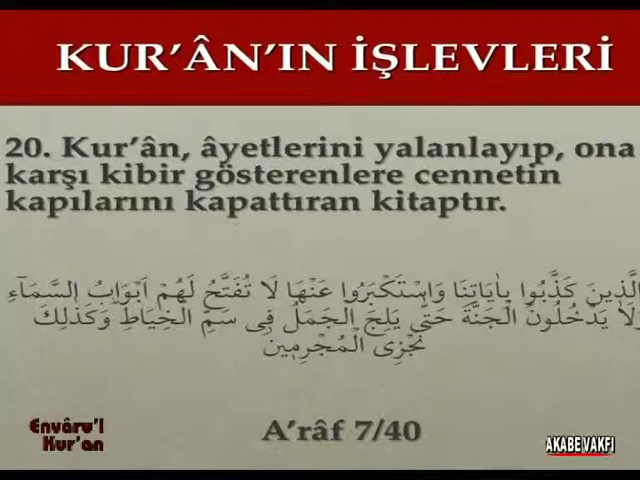 KUR’ÂN’IN İŞLEVLERİ
20. Kur’ân, âyetlerini yalanlayıp, ona
karşı kibir gösterenlere cennetin
kapılarını kapattıran kitaptır.
الَّذِينَ كَذَّبُوا بِاٰيَاتِنَا وَاسْتَكْبَرُوا عَنْهَا لَا تُفَتَّحُ لَهُمْ اَبْوَابُ السَّمَآءِ
وَلَا يَدْخُلُونَ الْجَنَّةَ حَتّٰى يَلِجَ الْجَمَلُ فِى سَمِّ الْخِيَاطِ وَكَذٰلِكَ
نَجْزِى الْمُجْرِمٖينَ
A’râf 7/40
Envâru’l
Kur’an
AKABE VAKFI